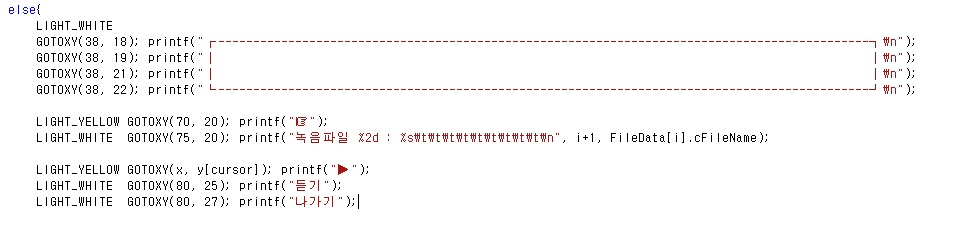 else{
    LIGHT_WHITE
    GOTOXY(38, 18); printf("┌-----------------------------------------------------------------------------------------------┐₩n");
    GOTOXY(38, 19); printf("|                                                                                               |₩n");
    GOTOXY(38, 21); printf("|                                                                                               |₩n");
    GOTOXY(38, 22); printf("└-----------------------------------------------------------------------------------------------┘₩n");
    LIGHT_YELLOW GOTOXY(70, 20); printf("☞");
    LIGHT_WHITE  GOTOXY(75, 20); printf("녹음파일 %2d : %s₩t₩t₩t₩t₩t₩t₩t₩t₩t₩n", i+1, FileData[i].cFileName);
    LIGHT_YELLOW GOTOXY(x, y[cursor]); printf("▶");
    LIGHT_WHITE  GOTOXY(80, 25); printf("듣기");
    LIGHT_WHITE  GOTOXY(80, 27); printf("나가기");